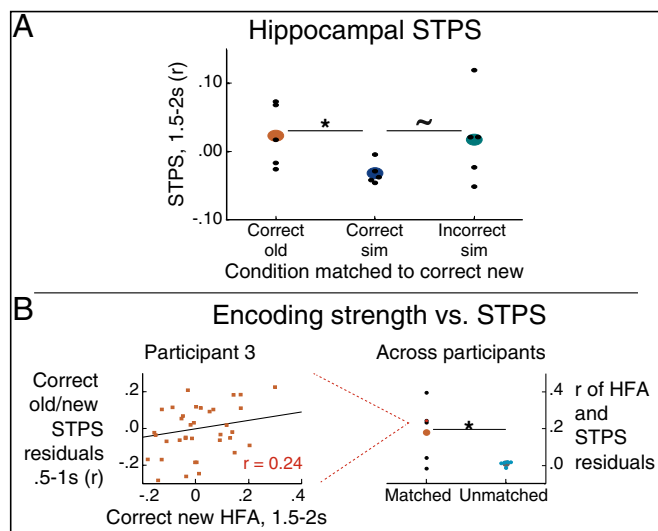 A
Hippocampal STPS
STPS, 1.5-2s (r)
.10
.00
-.10
*
~
Correct old
Correct sim
Incorrect sim
Condition matched to correct new
B
Encoding strength vs. STPS
Participant 3
Correct
old/new
STPS
residuals
.5-1s (r)
.2
.0
-.2
r = 0.24
-.2 0 .2 .4
Correct new HFA, 1.5-2s
Across participants
*
.4
.2
.0
r of HFA
and
STPS
residuals
Matched Unmatched